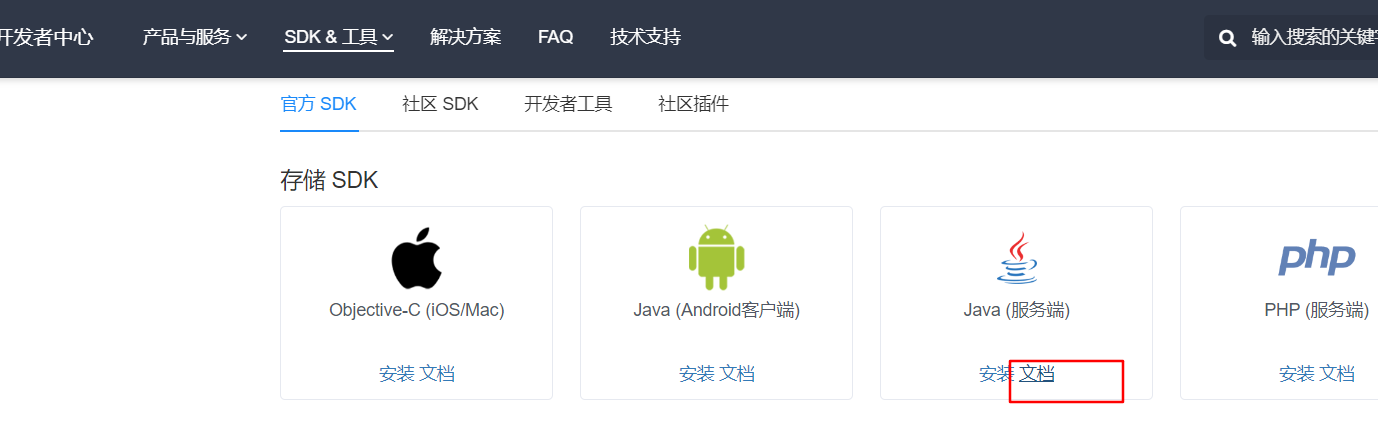 开发者中心 产品与服务 SDK & 工具 解决方案 FAQ 技术支持 输入搜索的关键字
官方 SDK 社区 SDK 开发者工具 社区插件
存储 SDK
php
Objective-C (iOS/Mac) Java (Android客户端) Java (服务端) PHP (服务端)
安装 文档 安装 文档 安装 文档 安装 文档